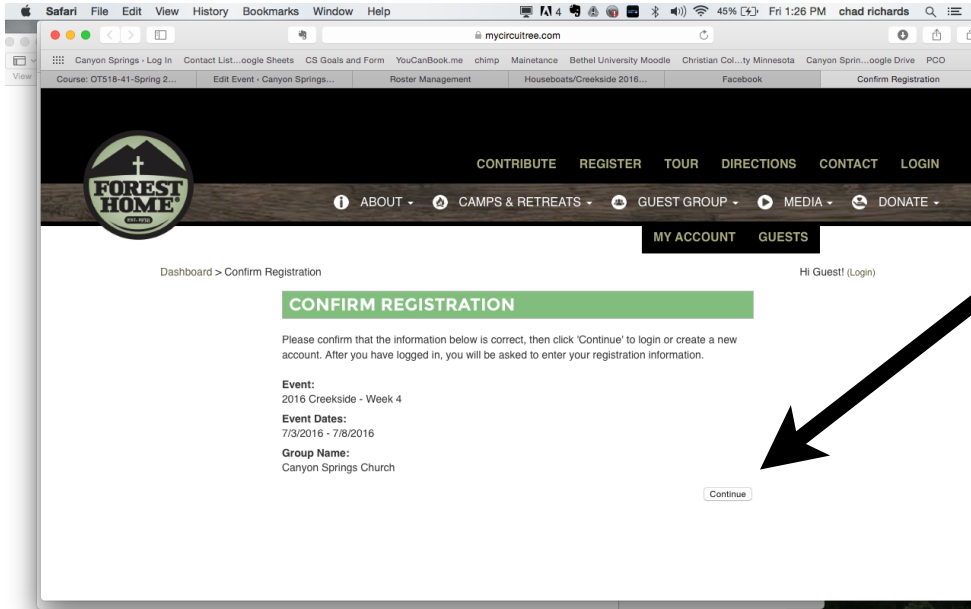 Safari File Edit View History Bookmarks Window Help 4 45% Fri 1:26 PM chad richards
mycircuitree.com
Canyon Springs › Log In Contact List...oogle Sheets CS Goals and Form YouCanBook.me chimp Mainetance Bethel University Moodle Christian Col...ty Minnesota Canyon Sprin...oogle Drive PCO
View Course: OT518-41-Spring 2... Edit Event ‹ Canyon Springs... Roster Management Houseboats/Creekside 2016... Facebook Confirm Registration
CONTRIBUTE REGISTER TOUR DIRECTIONS CONTACT LOGIN
FOREST
HOME®
EST. 1938
ABOUT CAMPS & RETREATS GUEST GROUP MEDIA DONATE
MY ACCOUNT GUESTS
Dashboard > Confirm Registration Hi Guest! (Login)
CONFIRM REGISTRATION
Please confirm that the information below is correct, then click 'Continue' to login or create a new
account. After you have logged in, you will be asked to enter your registration information.
Event:
2016 Creekside - Week 4
Event Dates:
7/3/2016 - 7/8/2016
Group Name:
Canyon Springs Church
Continue